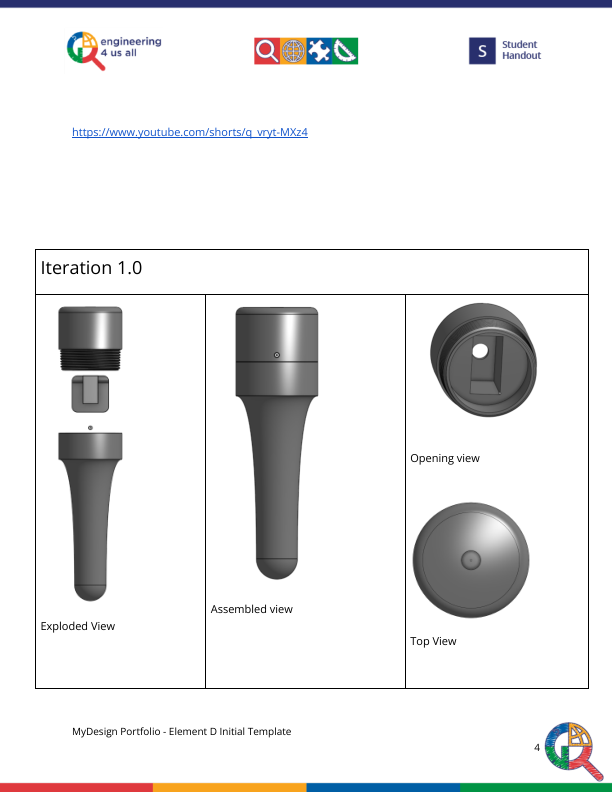 engineering
4 us all
S
Student
Handout
https://www.youtube.com/shorts/q_vryt-MXz4
Iteration 1.0
Exploded View
Assembled view
Opening view
Top View
MyDesign Portfolio - Element D Initial Template
4